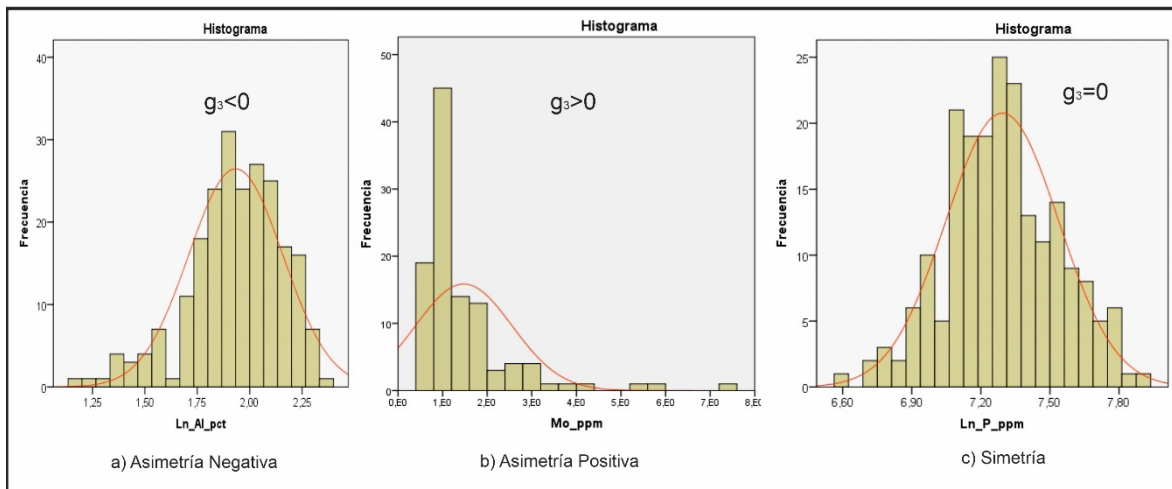 Histograma
g₃<0
Frecuencia
40
30
20
10
0
1,25 1,50 1,75 2,00 2,25
Ln_Al_pct
a) Asimetría Negativa
Histograma
g₃>0
Frecuencia
50
40
30
20
10
0
0,E0 1,E0 2,E0 3,E0 4,E0 5,E0 6,E0 7,E0 8,E0
Mo_ppm
b) Asimetría Positiva
Histograma
g₃=0
Frecuencia
25
20
15
10
5
0
6,60 6,90 7,20 7,50 7,80
Ln_P_ppm
c) Simetría